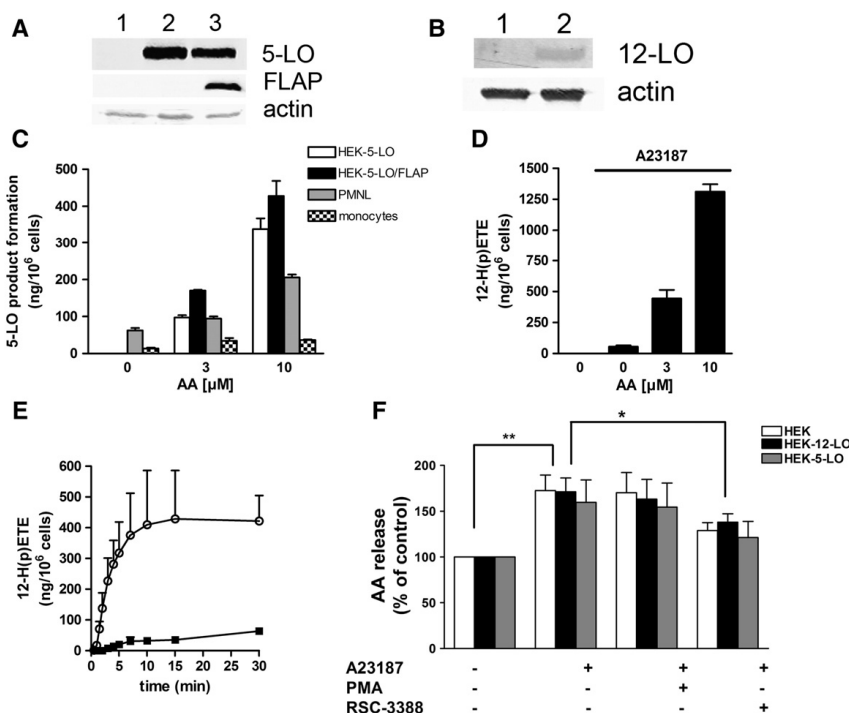 A
1 2 3
5-LO
FLAP
actin
B
1 2
12-LO
actin
C
5-LO product formation
(ng/10⁶ cells)
500
400
300
200
100
0
0 3 10
AA [µM]
HEK-5-LO
HEK-5-LO/FLAP
PMNL
monocytes
D
A23187
12-H(p)ETE
(ng/10⁶ cells)
1500
1250
1000
750
500
250
0
0 0 3 10
AA [µM]
E
12-H(p)ETE
(ng/10⁶ cells)
600
500
400
300
200
100
0
0 5 10 15 20 25 30
time (min)
F
HEK
HEK-12-LO
HEK-5-LO
** *
AA release
(% of control)
200
150
100
50
0
A23187 - + + +
PMA - +
RSC-3388 - +